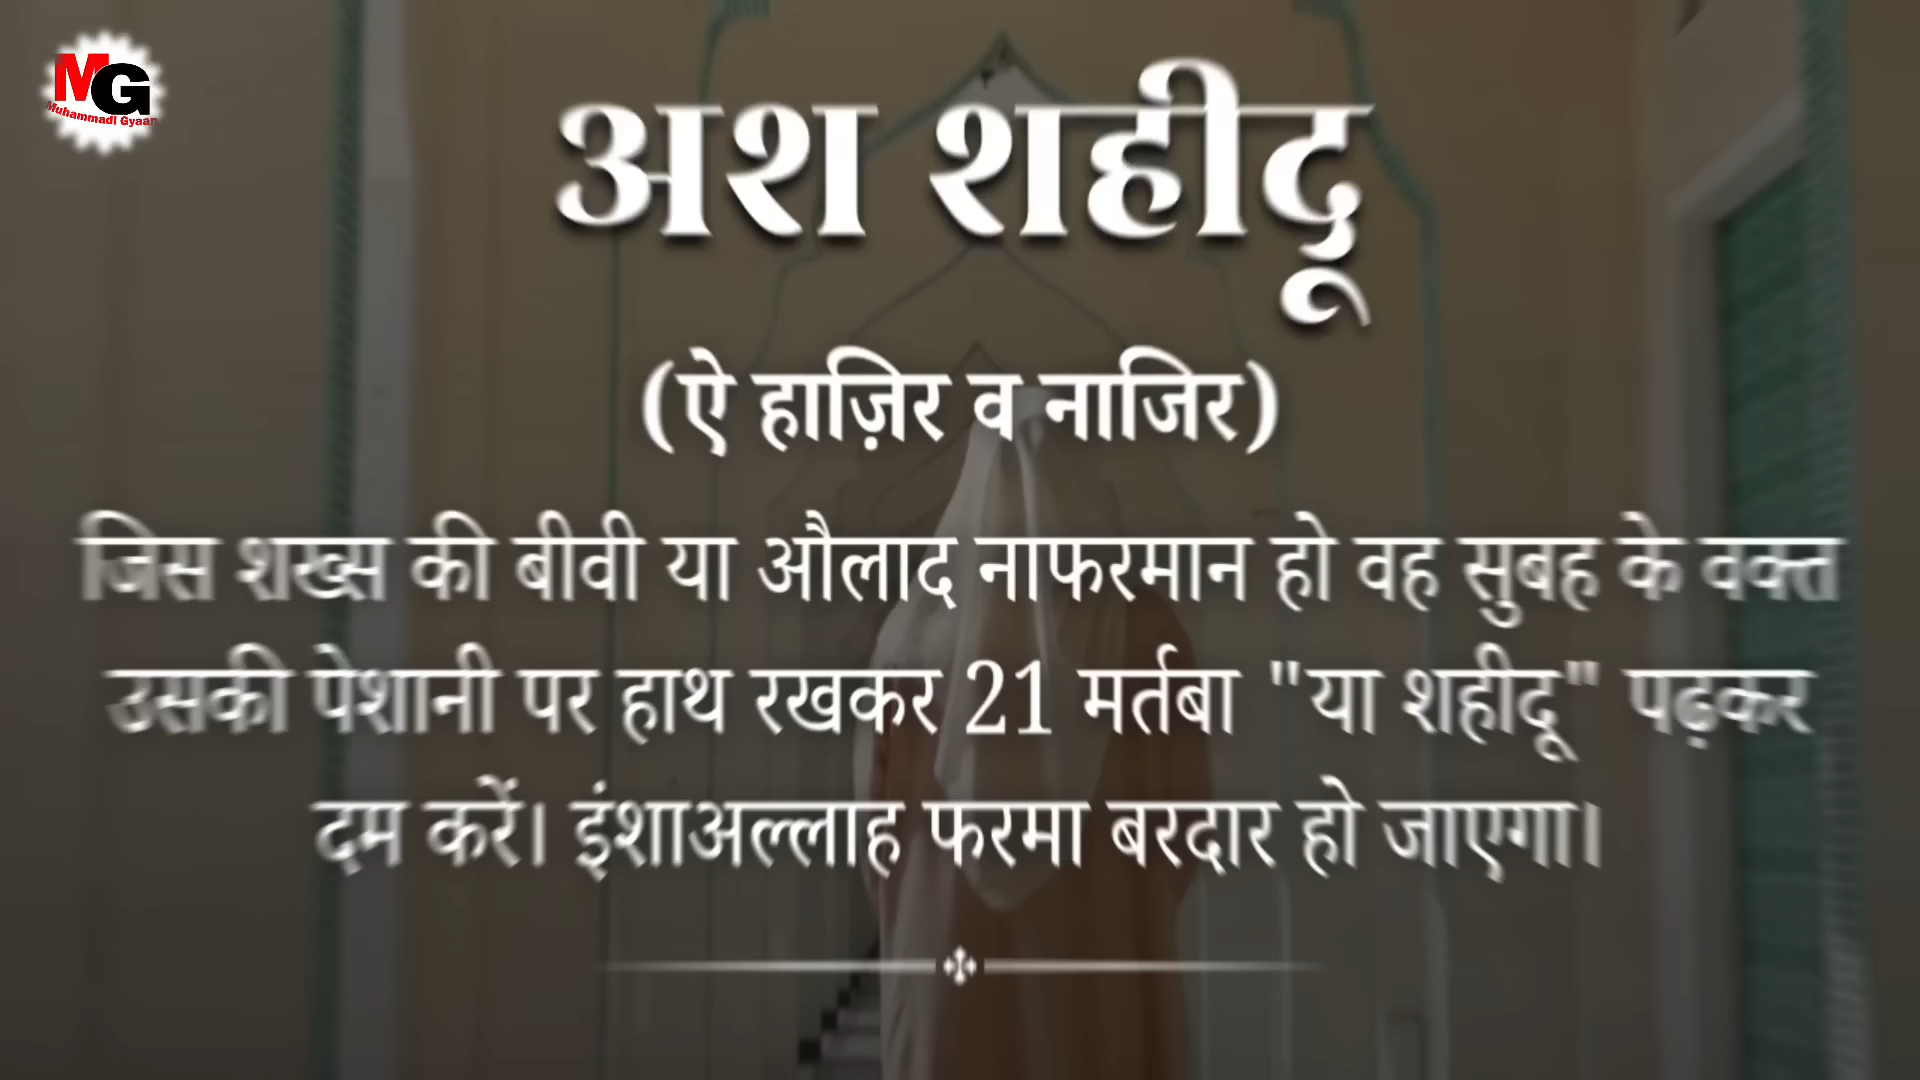 MG
Muhammadi Gyaan
अश शहीदू
(ऐ हाज़िर व नाजिर)
जिस शख्स की बीवी या औलाद नाफरमान हो वह सुबह के वक्त
उसकी पेशानी पर हाथ रखकर 21 मर्तबा "या शहीदू" पढ़कर
दम करें। इंशाअल्लाह फरमा बरदार हो जाएगा।